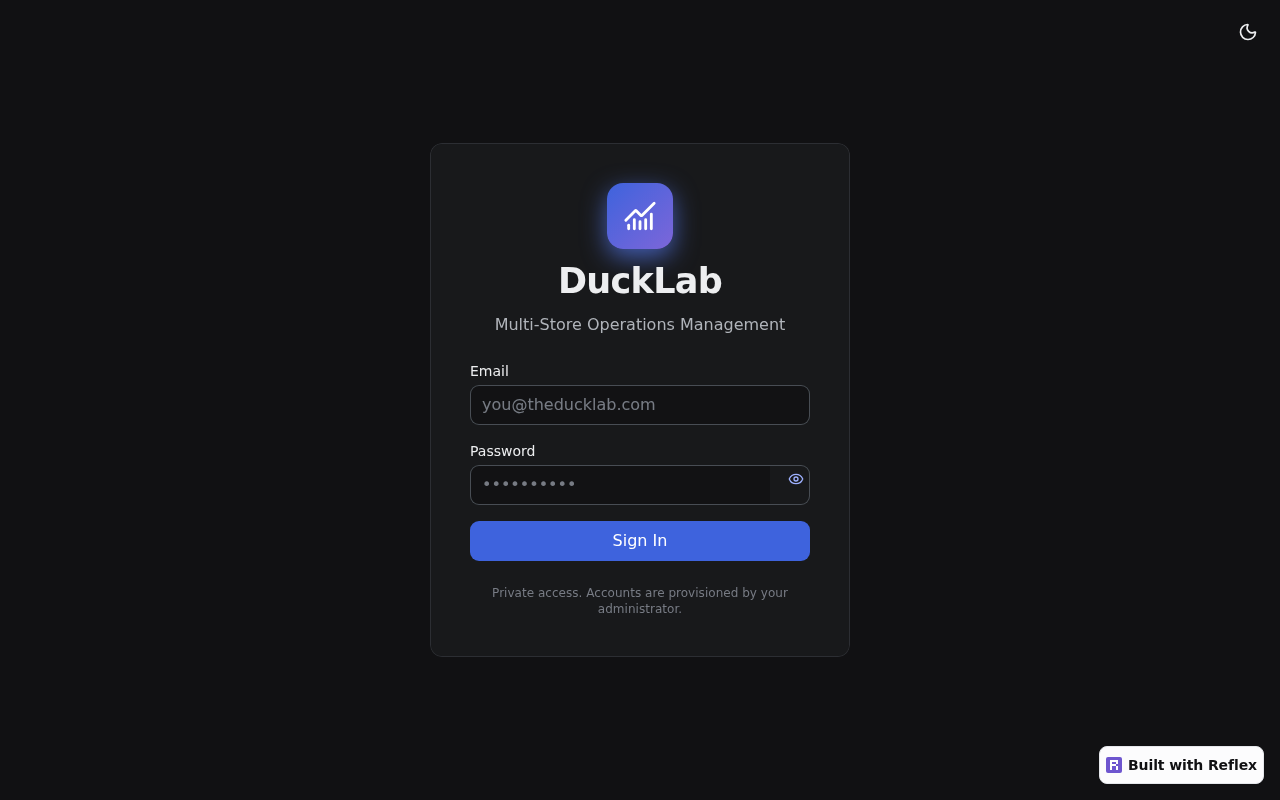 DuckLab
Multi-Store Operations Management
Email
you@theducklab.com
Password
••••••••••
Sign In
Private access. Accounts are provisioned by your
administrator.
Built with Reflex